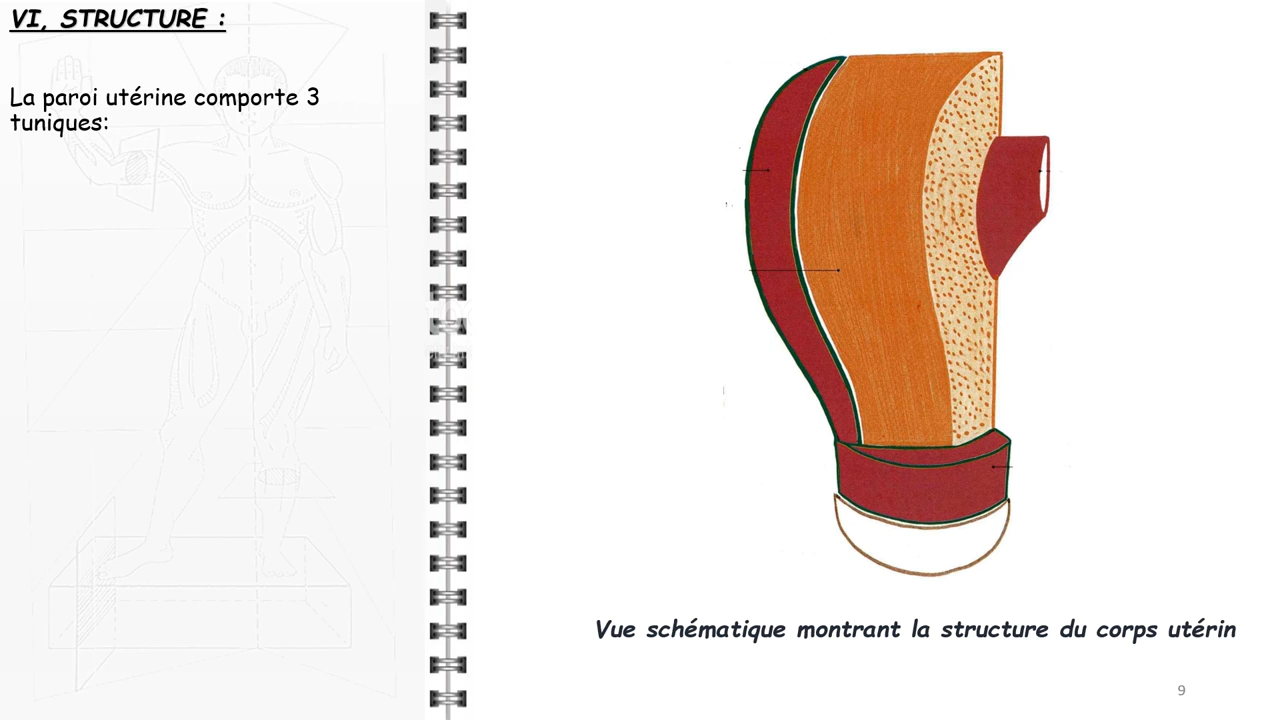 VI, STRUCTURE :
La paroi utérine comporte 3
tuniques:
Vue schématique montrant la structure du corps utérin
9